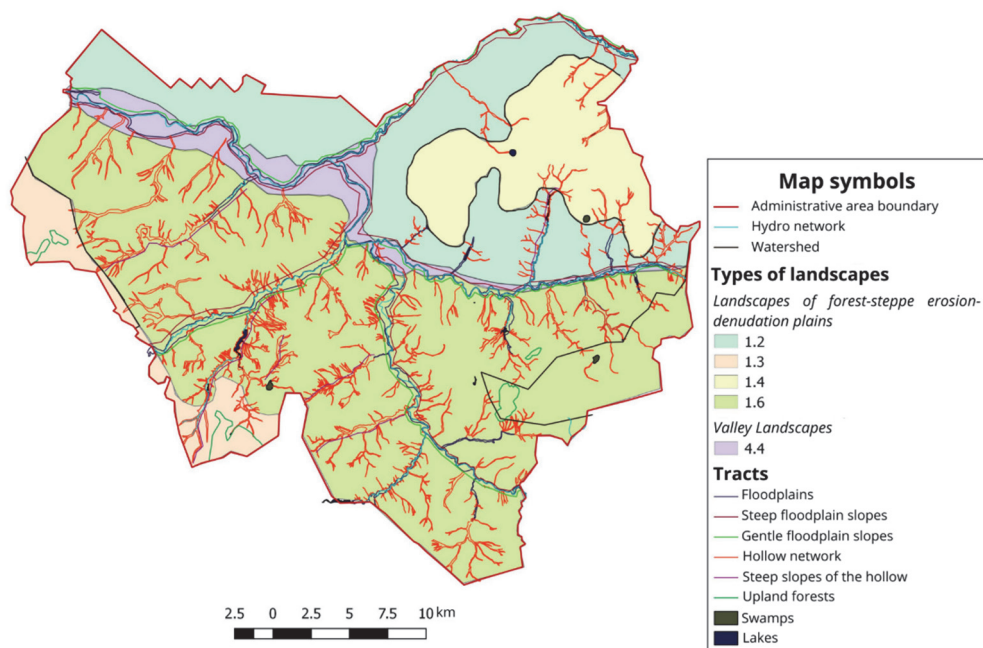 Map symbols
Administrative area boundary
Hydro network
Watershed
Types of landscapes
Landscapes of forest-steppe erosion-
denudation plains
1.2
1.3
1.4
1.6
Valley Landscapes
4.4
Tracts
Floodplains
Steep floodplain slopes
Gentle floodplain slopes
Hollow network
Steep slopes of the hollow
Upland forests
Swamps
Lakes
2.5 0 2.5 5 7.5 10 km